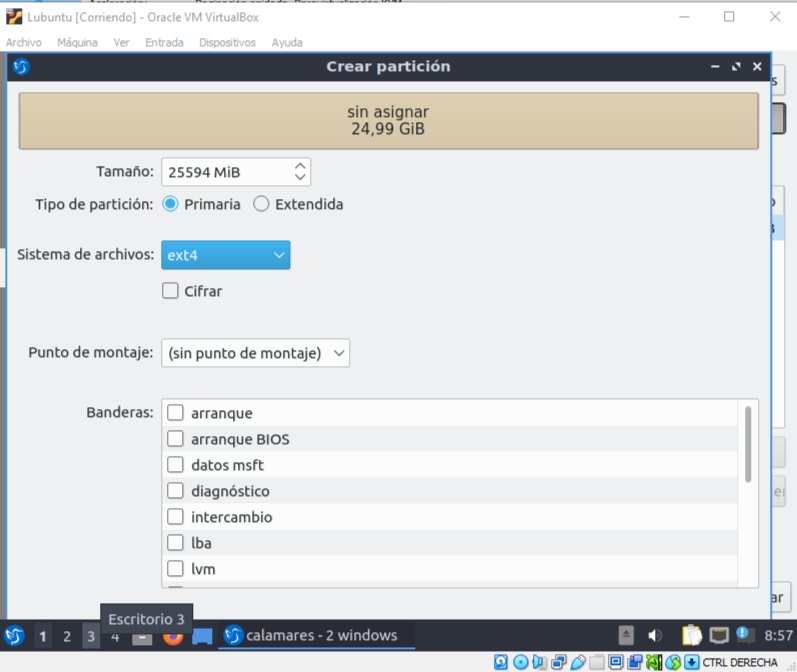 Lubuntu [Corriendo] - Oracle VM VirtualBox
Archivo Máquina Ver Entrada Dispositivos Ayuda
Crear partición
sin asignar
24,99 GiB
Tamaño: 25594 MiB
Tipo de partición: Primaria Extendida
Sistema de archivos: ext4
Cifrar
Punto de montaje: (sin punto de montaje)
Banderas: arranque
arranque BIOS
datos msft
diagnóstico
intercambio
lba
lvm
Escritorio 3
1 2 3 4 calamares - 2 windows 8:57
CTRL DERECHA